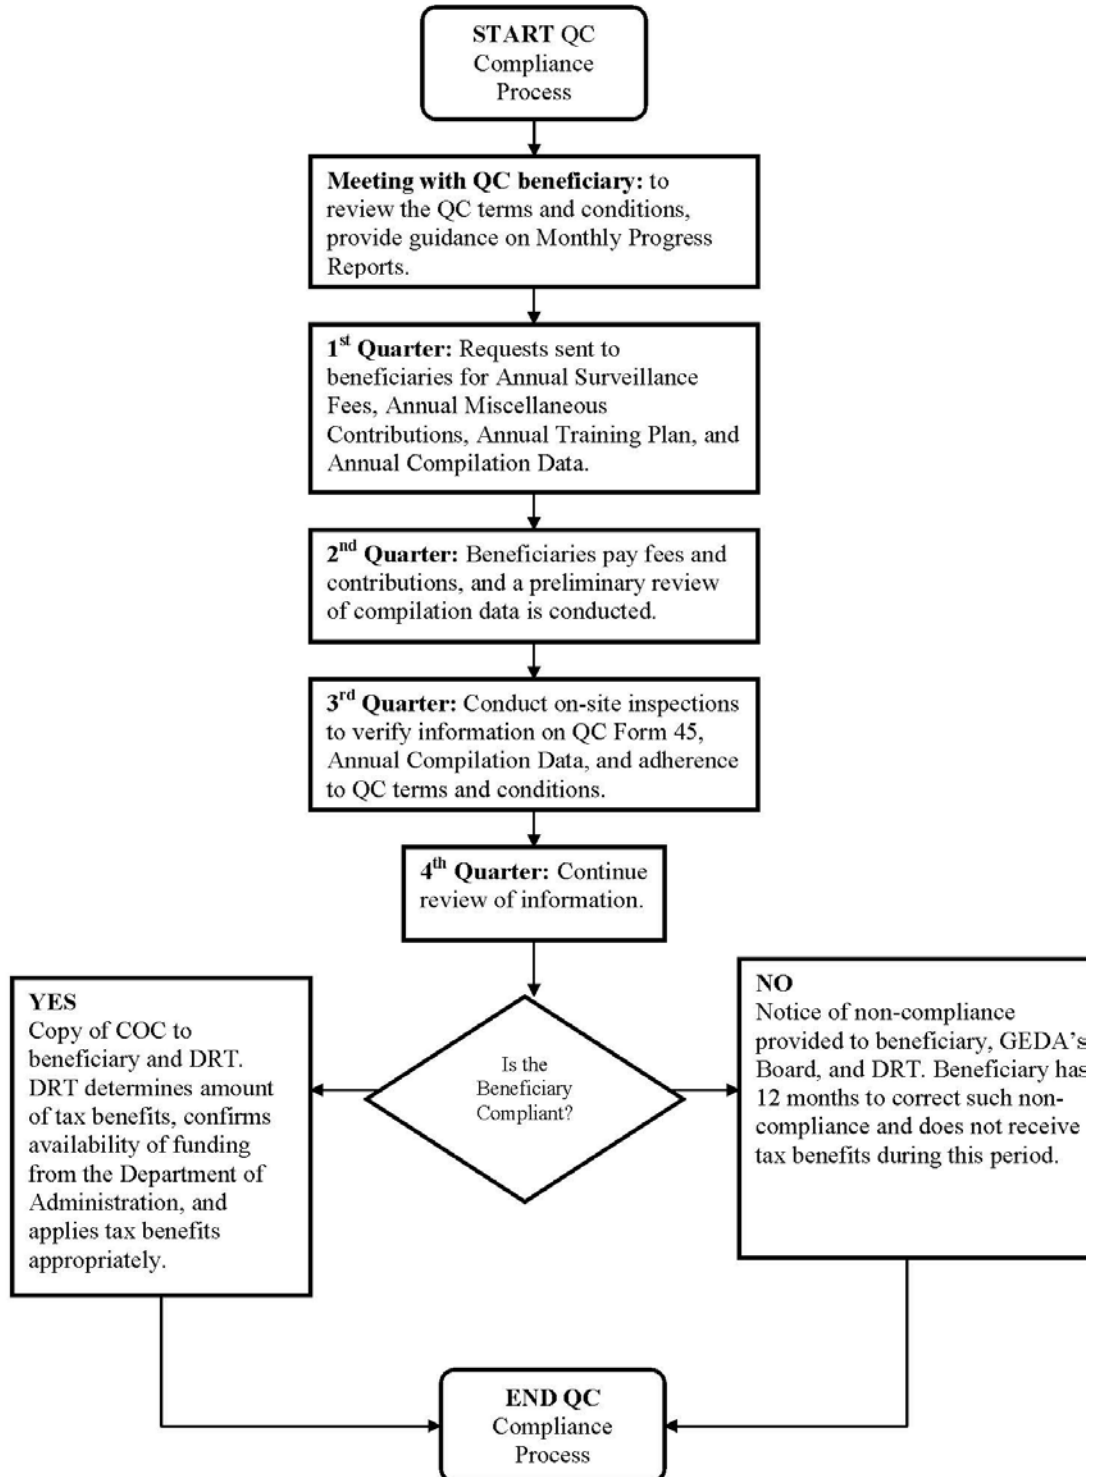 START QC
Compliance
Process
Meeting with QC beneficiary: to
review the QC terms and conditions,
provide guidance on Monthly Progress
Reports.
1st Quarter: Requests sent to
beneficiaries for Annual Surveillance
Fees, Annual Miscellaneous
Contributions, Annual Training Plan, and
Annual Compilation Data.
2nd Quarter: Beneficiaries pay fees and
contributions, and a preliminary review
of compilation data is conducted.
3rd Quarter: Conduct on-site inspections
to verify information on QC Form 45,
Annual Compilation Data, and adherence
to QC terms and conditions.
4th Quarter: Continue
review of information.
Is the
Beneficiary
Compliant?
YES
Copy of COC to
beneficiary and DRT.
DRT determines amount
of tax benefits, confirms
availability of funding
from the Department of
Administration, and
applies tax benefits
appropriately.
NO
Notice of non-compliance
provided to beneficiary, GEDA's
Board, and DRT. Beneficiary has
12 months to correct such non-
compliance and does not receive
tax benefits during this period.
END QC
Compliance
Process